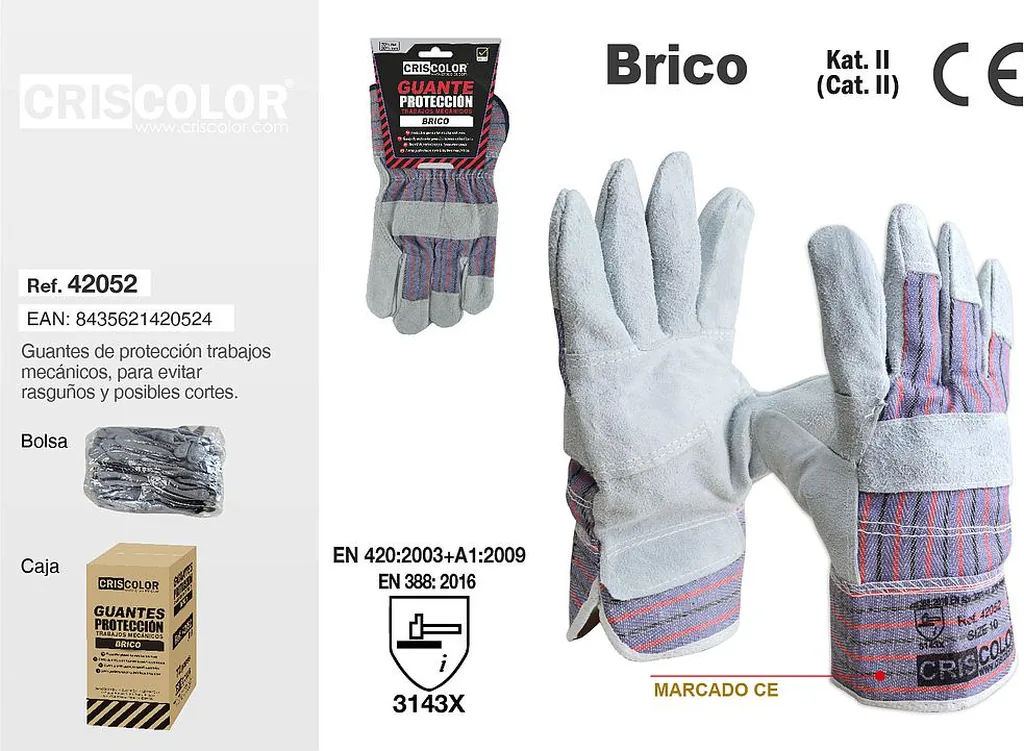 CRISCOLOR®
www.criscolor.com
Ref. 42052
EAN: 8435621420524
Guantes de protección trabajos
mecánicos, para evitar
rasguños y posibles cortes.
Bolsa
Caja
CRISCOLOR
GUANTES
PROTECCIÓN
TRABAJOS MECÁNICOS
BRICO
CRISCOLOR
GUANTE
PROTECCIÓN
TRABAJOS MECÁNICOS
BRICO
Brico
Kat. II
(Cat. II)
CE
EN 420:2003+A1:2009
EN 388: 2016
i
3143X
MARCADO CE
3143X
Ref. 42052
SIZE 10
CRISCOLOR